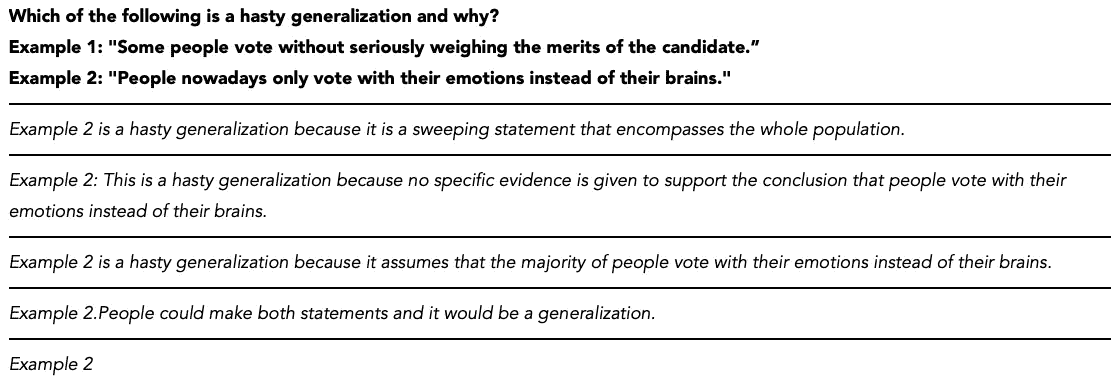 Which of the following is a hasty generalization and why?
Example 1: "Some people vote without seriously weighing the merits of the candidate.”
Example 2: "People nowadays only vote with their emotions instead of their brains."
Example 2 is a hasty generalization because it is a sweeping statement that encompasses the whole population.
Example 2: This is a hasty generalization because no specific evidence is given to support the conclusion that people vote with their
emotions instead of their brains.
Example 2 is a hasty generalization because it assumes that the majority of people vote with their emotions instead of their brains.
Example 2.People could make both statements and it would be a generalization.
Example 2